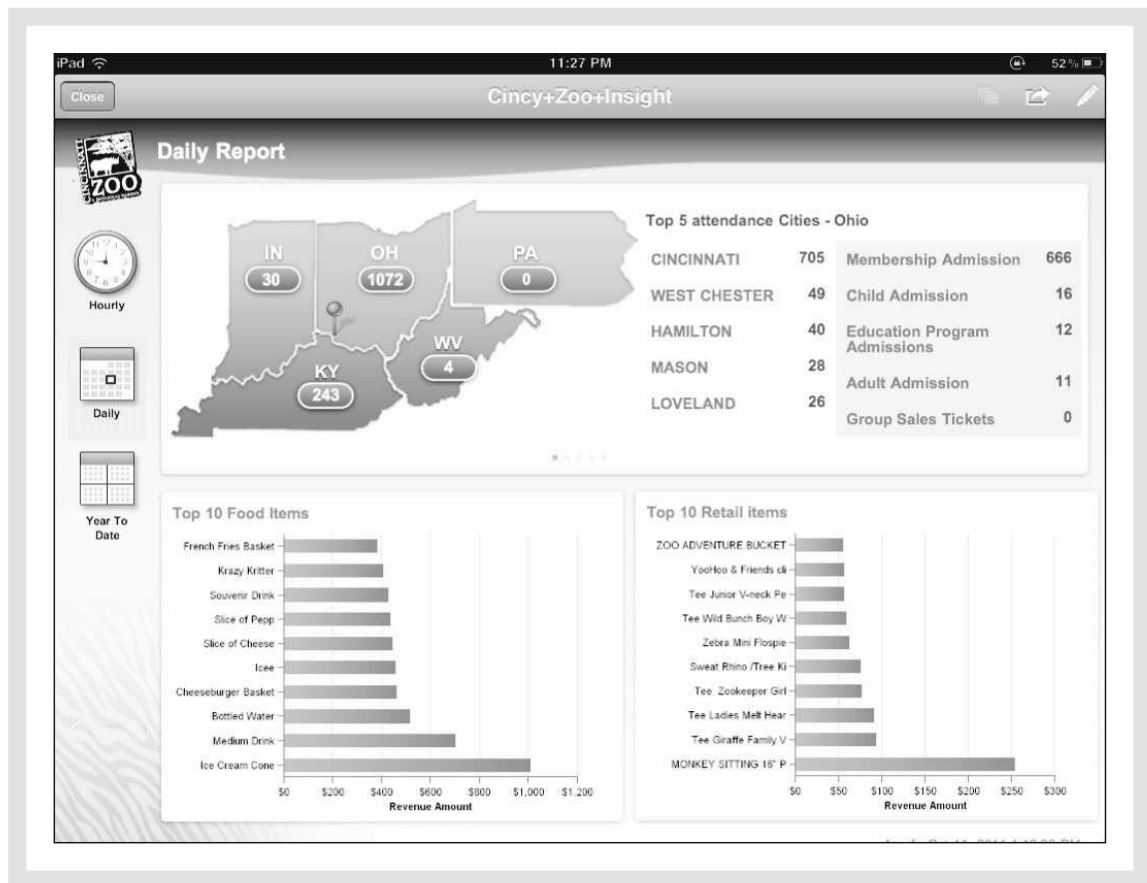 iPad 11:27 PM 52%
Close Cincy+Zoo+Insight
CINCINNATI
ZOO
Daily Report
Hourly
Daily
Year To
Date
IN
30
OH
1072
PA
0
KY
243
WV
4
Top 5 attendance Cities - Ohio
CINCINNATI 705
WEST CHESTER 49
HAMILTON 40
MASON 28
LOVELAND 26
Membership Admission 666
Child Admission 16
Education Program 12
Admissions
Adult Admission 11
Group Sales Tickets 0
Top 10 Food Items
French Fries Basket
Krazy Kritter
Souvenir Drink
Slice of Pepp
Slice of Cheese
Icee
Cheeseburger Basket
Bottled Water
Medium Drink
Ice Cream Cone
$0 $200 $400 $600 $800 $1,000 $1.200
Revenue Amount
Top 10 Retail items
ZOO ADVENTURE BUCKET
YooHoo & Friends cli
Tee Junior V-neck Pe
Tee Wild Bunch Boy W
Zebra Mini Flospie
Sweat Rhino /Tree Ki
Tee Zookeeper Girl
Tee Ladies Melt Hear
Tee Giraffe Family V
MONKEY SITTING 16" P
$0 $50 $100 $150 $200 $250 $300
Revenue Amount